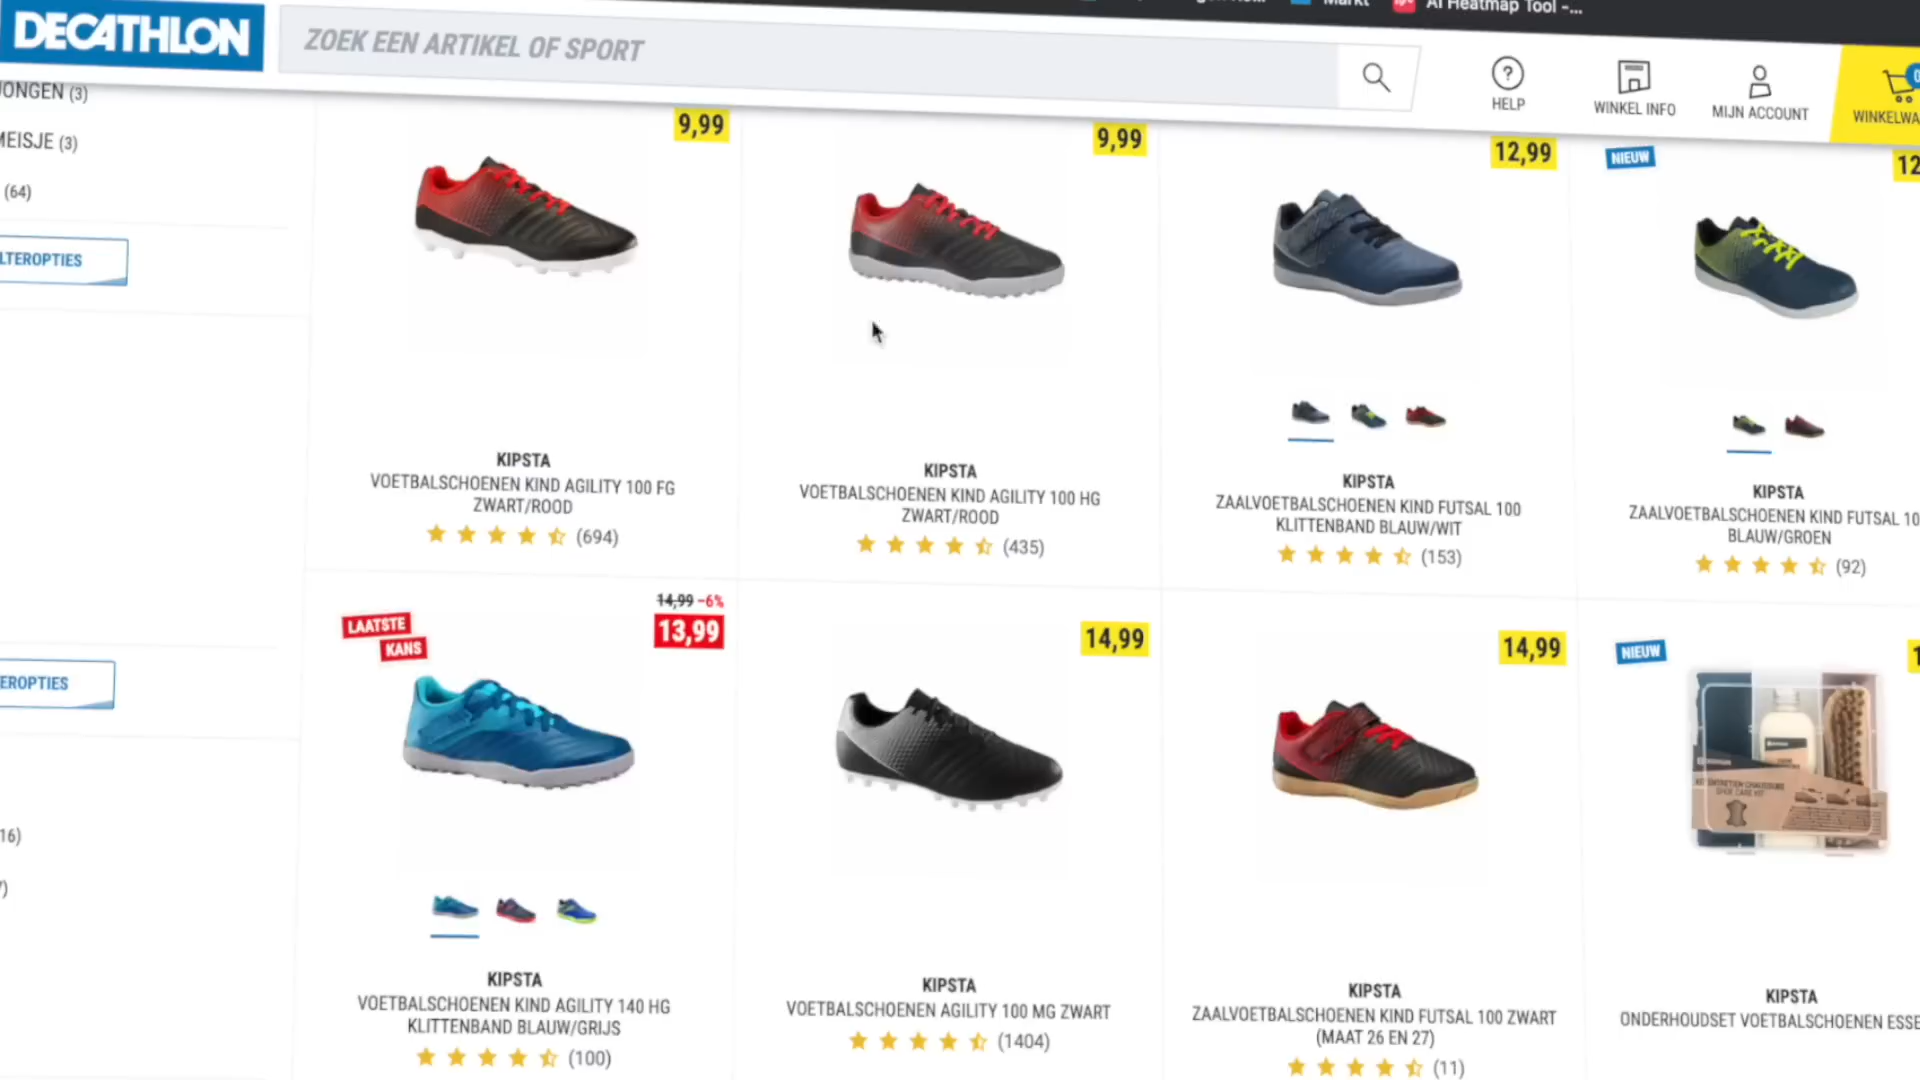 AI Heatmap Tool -...
Markt
DECATHLON
ZOEK EEN ARTIKEL OF SPORT
HELP
WINKEL INFO
MIJN ACCOUNT
WINKELWA
JONGEN (3)
MEISJE (3)
(64)
LTEROPTIES
9,99
KIPSTA
VOETBALSCHOENEN KIND AGILITY 100 FG
ZWART/ROOD
(694)
9,99
KIPSTA
VOETBALSCHOENEN KIND AGILITY 100 HG
ZWART/ROOD
(435)
12,99
KIPSTA
ZAALVOETBALSCHOENEN KIND FUTSAL 100
KLITTENBAND BLAUW/WIT
(153)
NIEUW
12
KIPSTA
ZAALVOETBALSCHOENEN KIND FUTSAL 10
BLAUW/GROEN
(92)
EROPTIES
16)
LAATSTE
KANS
14,99 -6%
13,99
KIPSTA
VOETBALSCHOENEN KIND AGILITY 140 HG
KLITTENBAND BLAUW/GRIJS
(100)
14,99
KIPSTA
VOETBALSCHOENEN AGILITY 100 MG ZWART
(1404)
14,99
KIPSTA
ZAALVOETBALSCHOENEN KIND FUTSAL 100 ZWART
(MAAT 26 EN 27)
(11)
NIEUW
1
KIPSTA
ONDERHOUDSET VOETBALSCHOENEN ESSE